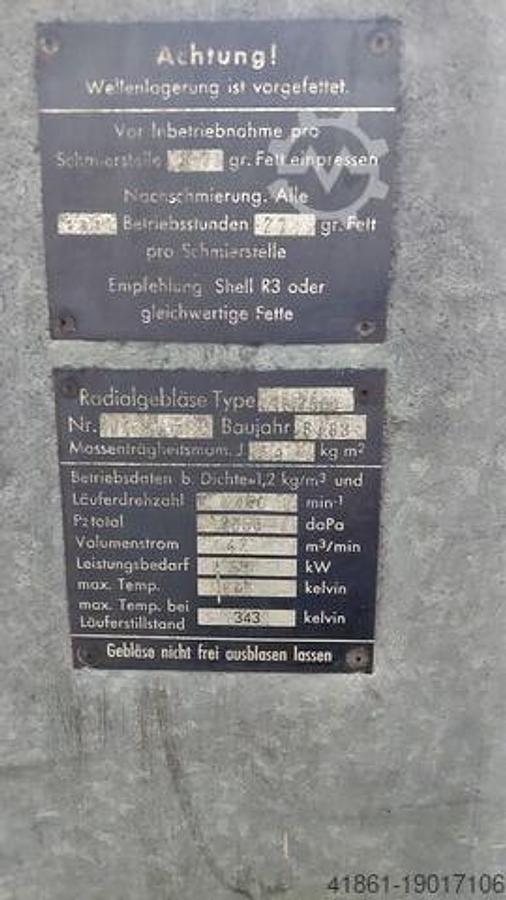 Achtung!
Wellenlagerung ist vorgefettet.
Vor Inbetriebnahme pro
Schmierstelle gr. Fett einpressen
Nachschmierung. Alle
Betriebsstunden gr. Fett
pro Schmierstelle
Empfehlung Shell R3 oder
gleichwertige Fette
Radialgebläse Type
Nr. Baujahr
Massenträgheitsmom. J kg m²
Betriebsdaten b. Dichte=1,2 kg/m³ und
Läuferdrehzahl min-1
P2 total daPa
Volumenstrom m³/min
Leistungsbedarf kW
max. Temp. kelvin
max. Temp. bei
Läuferstillstand 343 kelvin
Gebläse nicht frei ausblasen lassen
41861-19017106